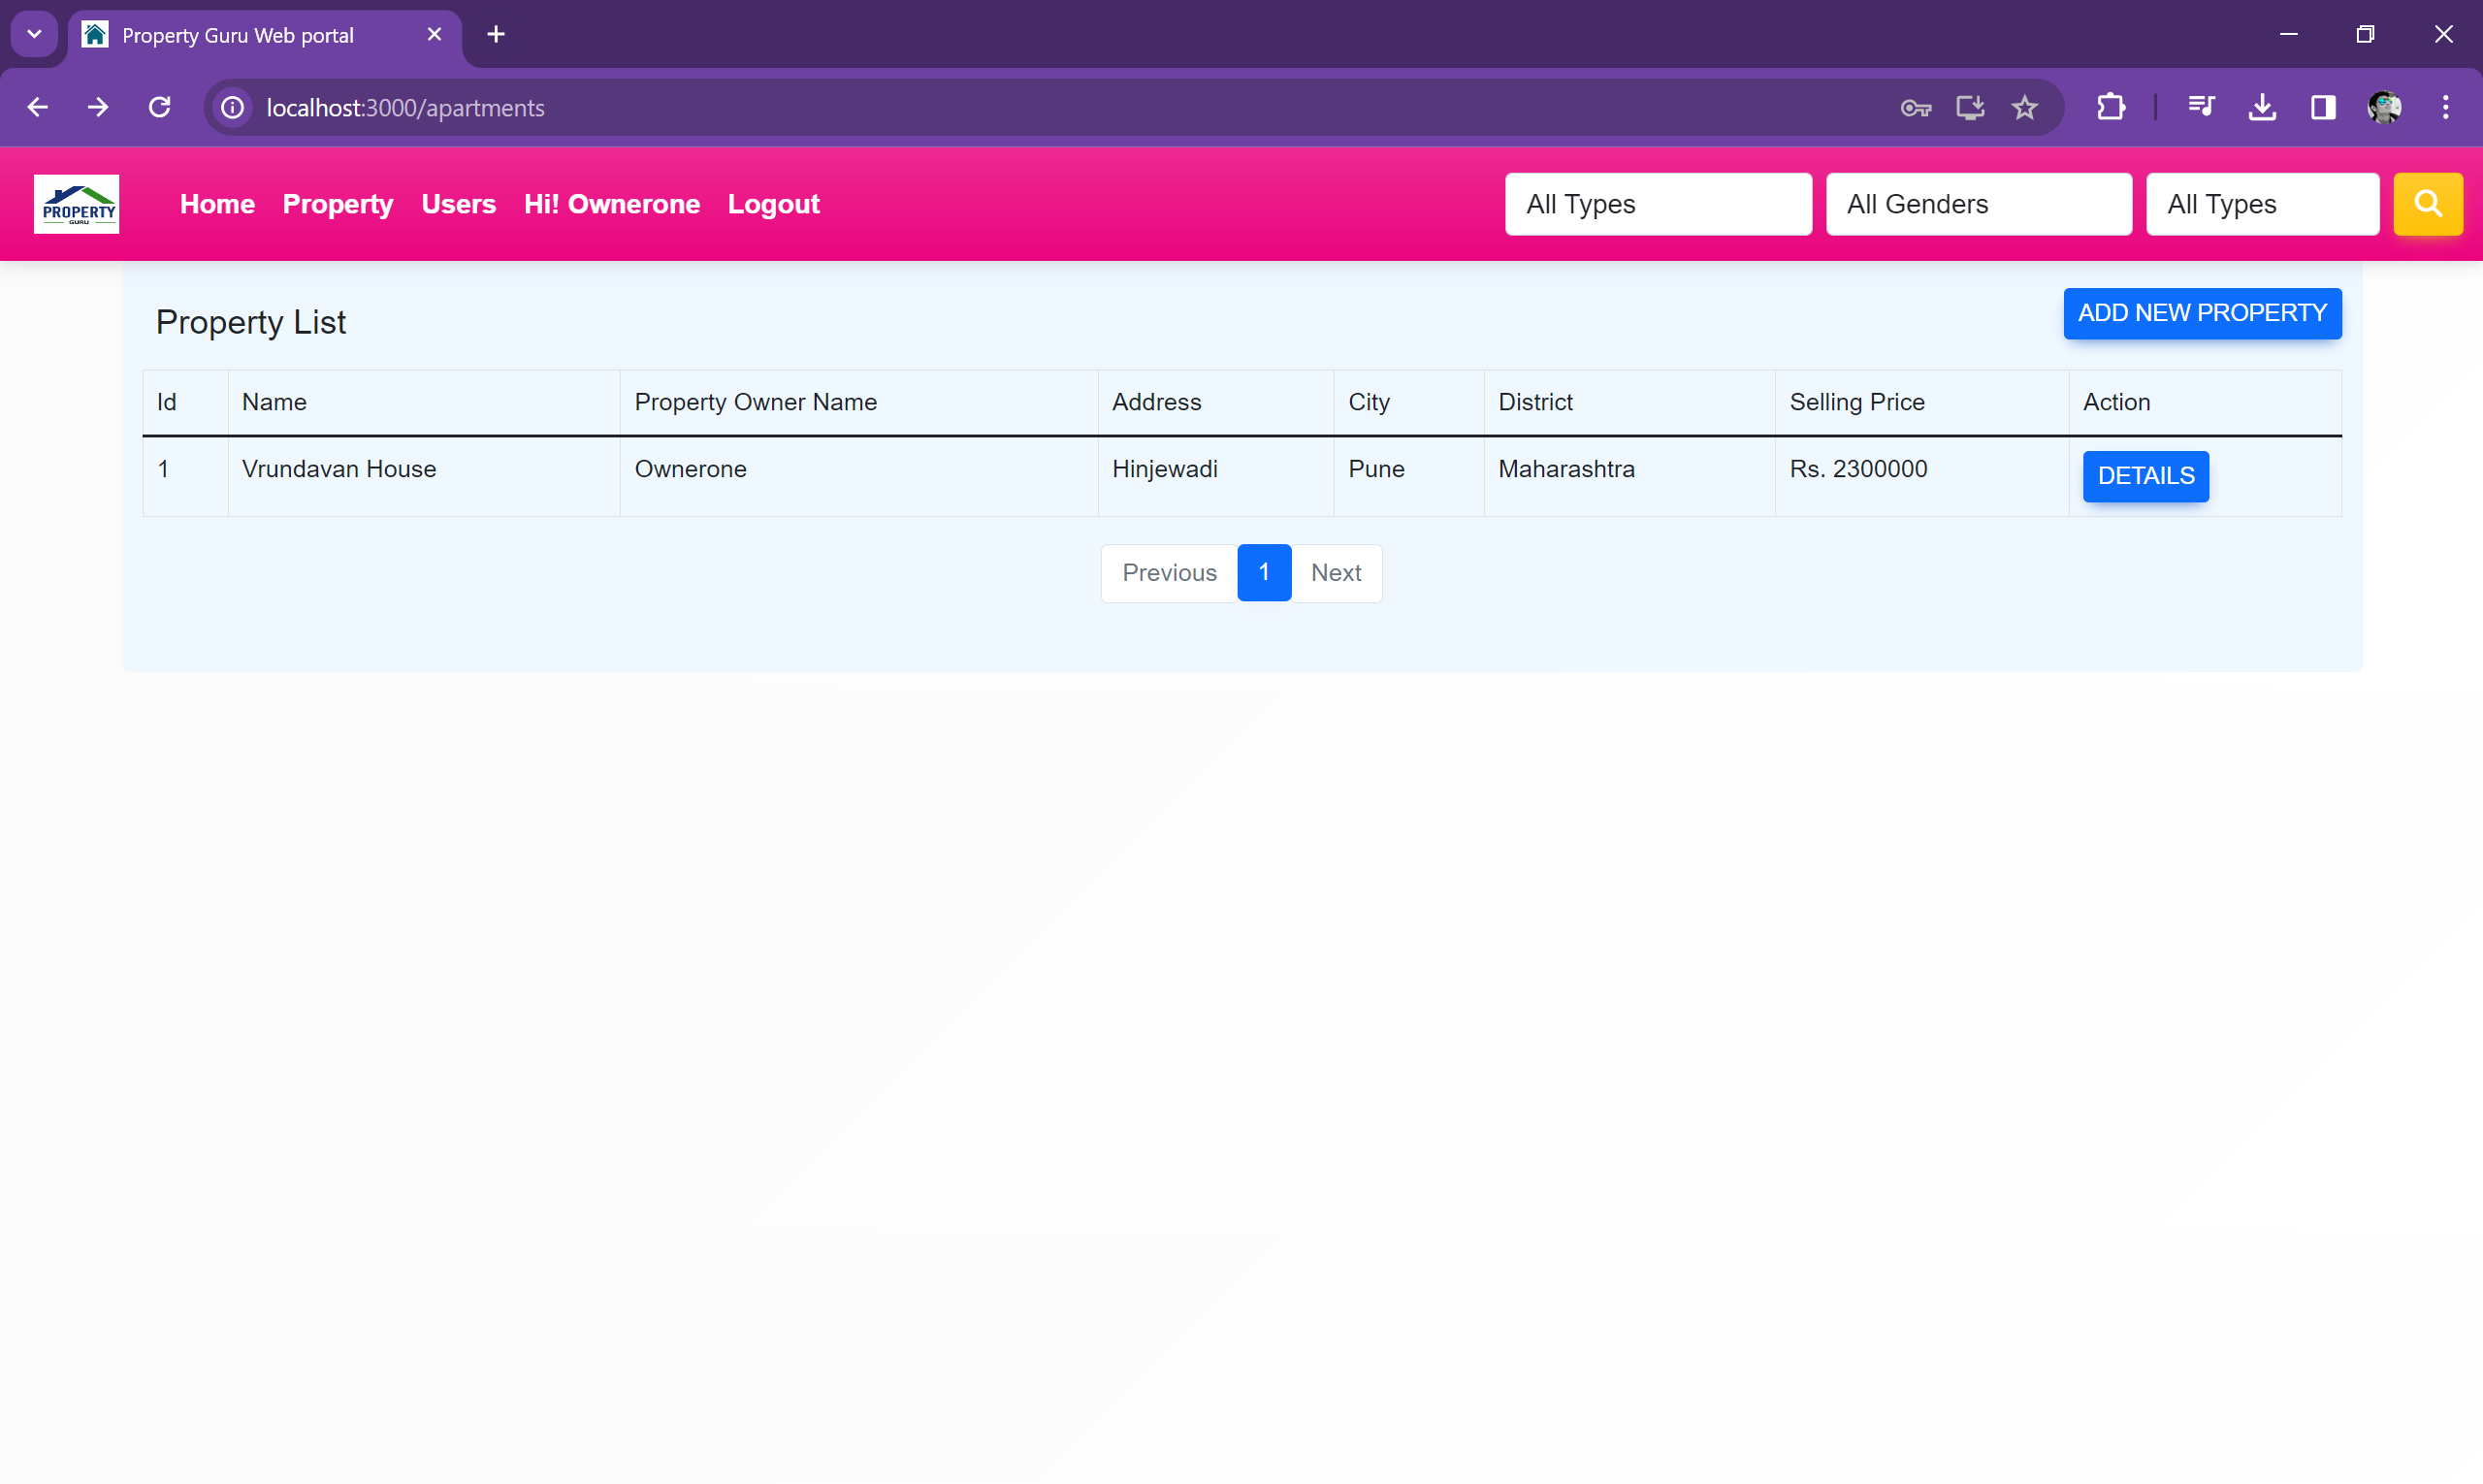 Property Guru Web portal
localhost:3000/apartments
PROPERTY
GURU
Home Property Users Hi! Ownerone Logout All Types All Genders All Types
Property List ADD NEW PROPERTY
Id Name Property Owner Name Address City District Selling Price Action
1 Vrundavan House Ownerone Hinjewadi Pune Maharashtra Rs. 2300000 DETAILS
Previous 1 Next